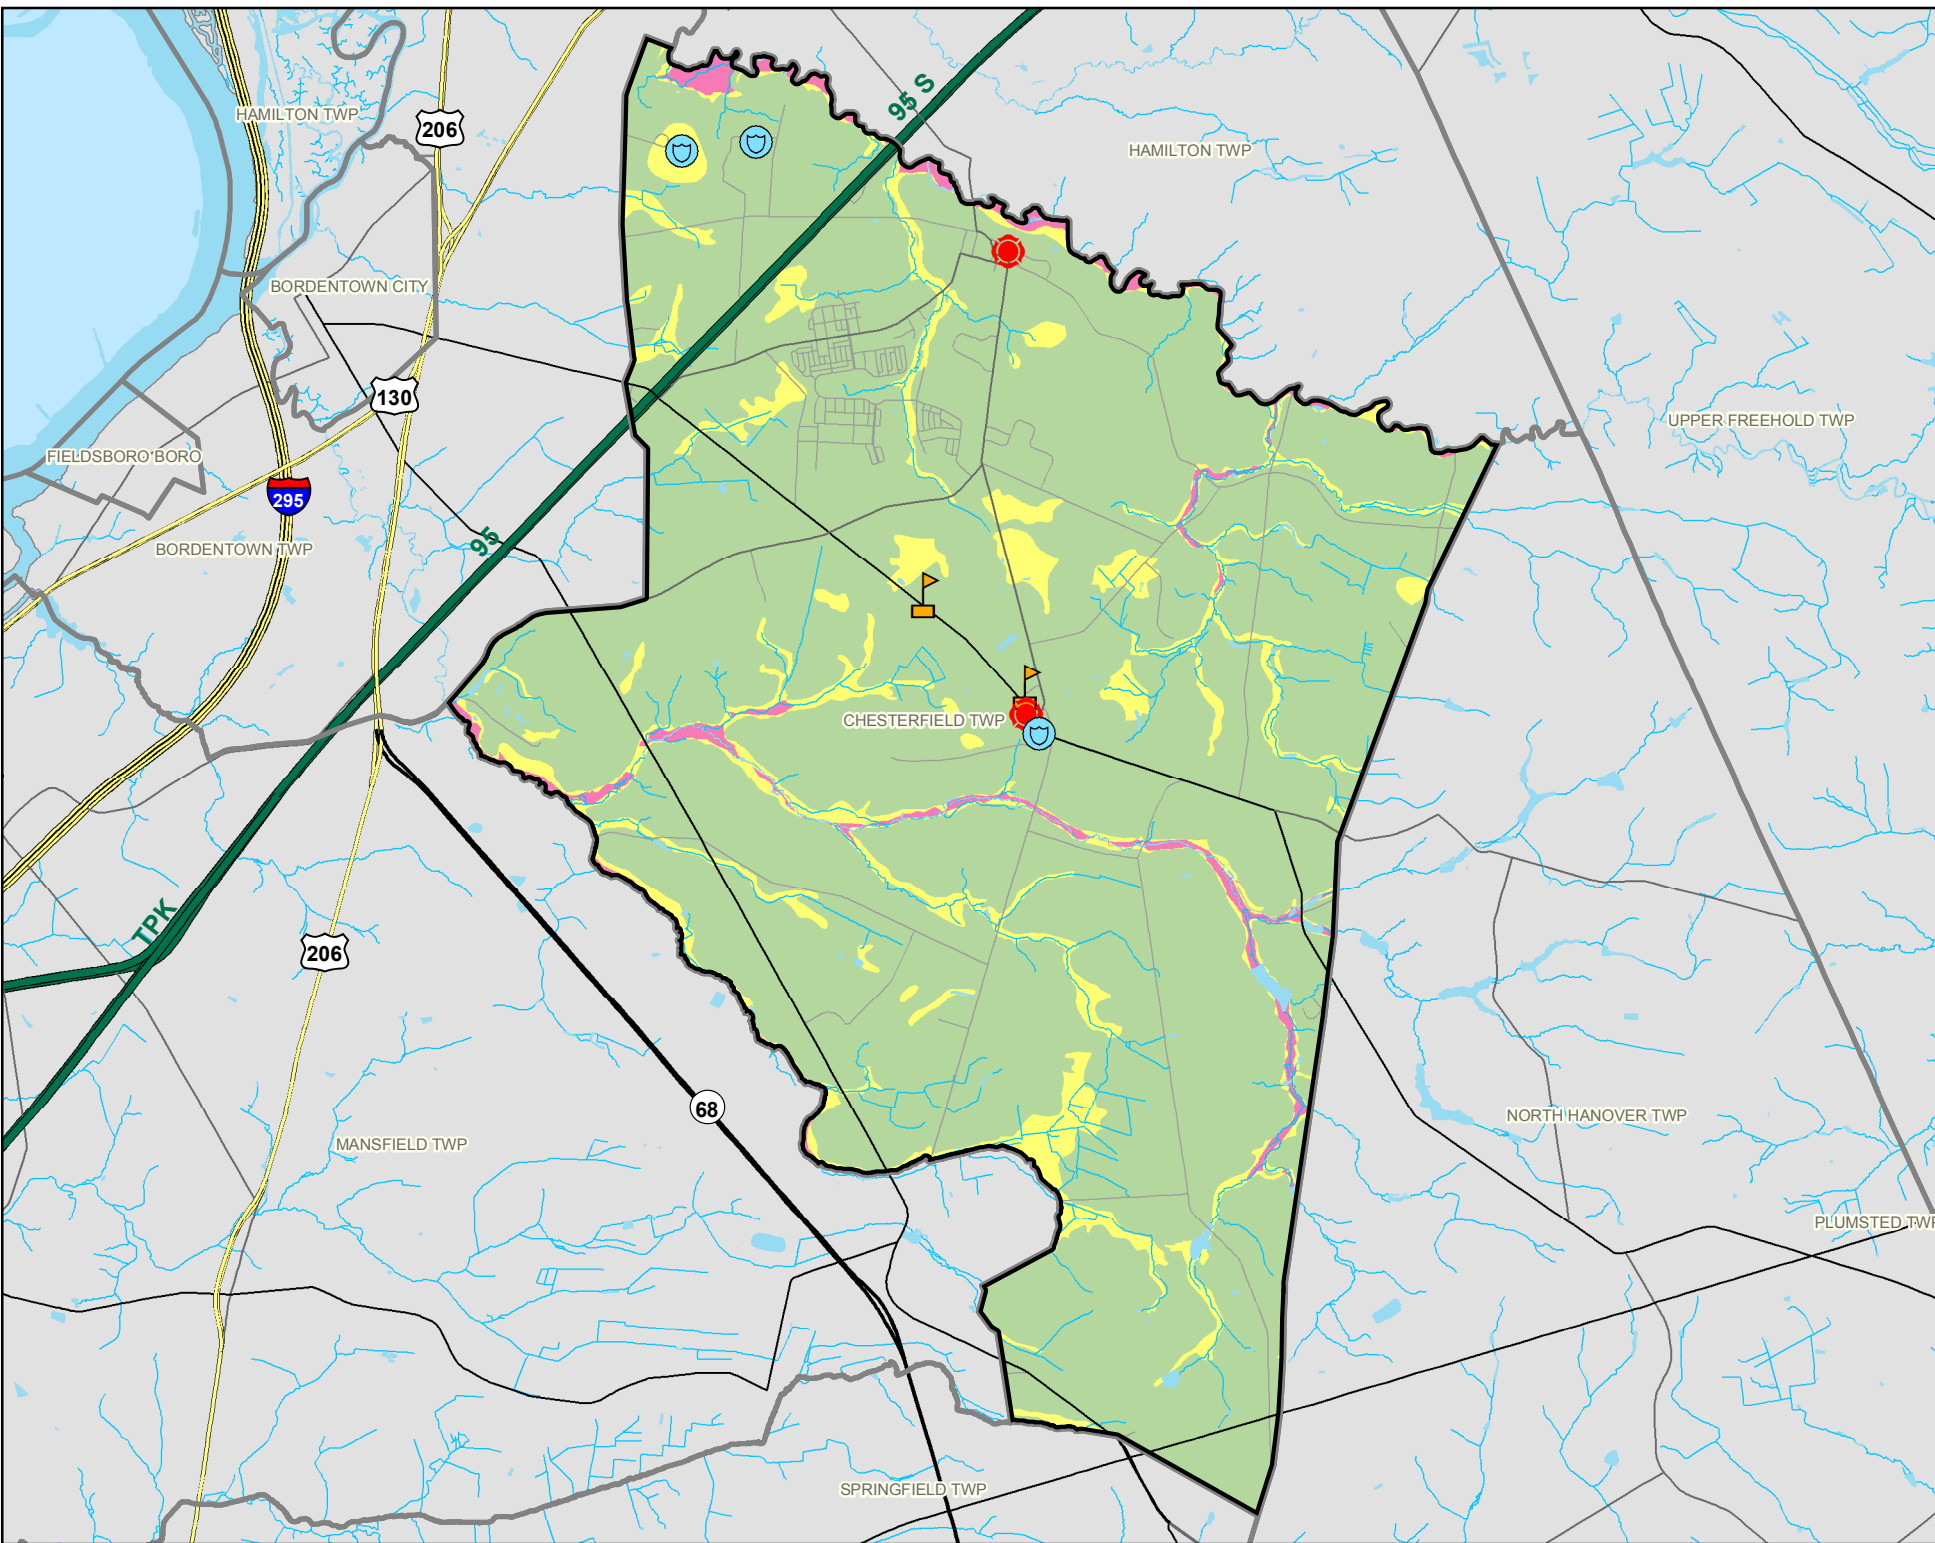 95 S
HAMILTON TWP
206
HAMILTON TWP
BORDENTOWN CITY
130
UPPER FREEHOLD TWP
FIELDSBORO BORO
295
95
BORDENTOWN TWP
CHESTERFIELD TWP
TPK
206
68
NORTH HANOVER TWP
MANSFIELD TWP
PLUMSTED TWP
SPRINGFIELD TWP